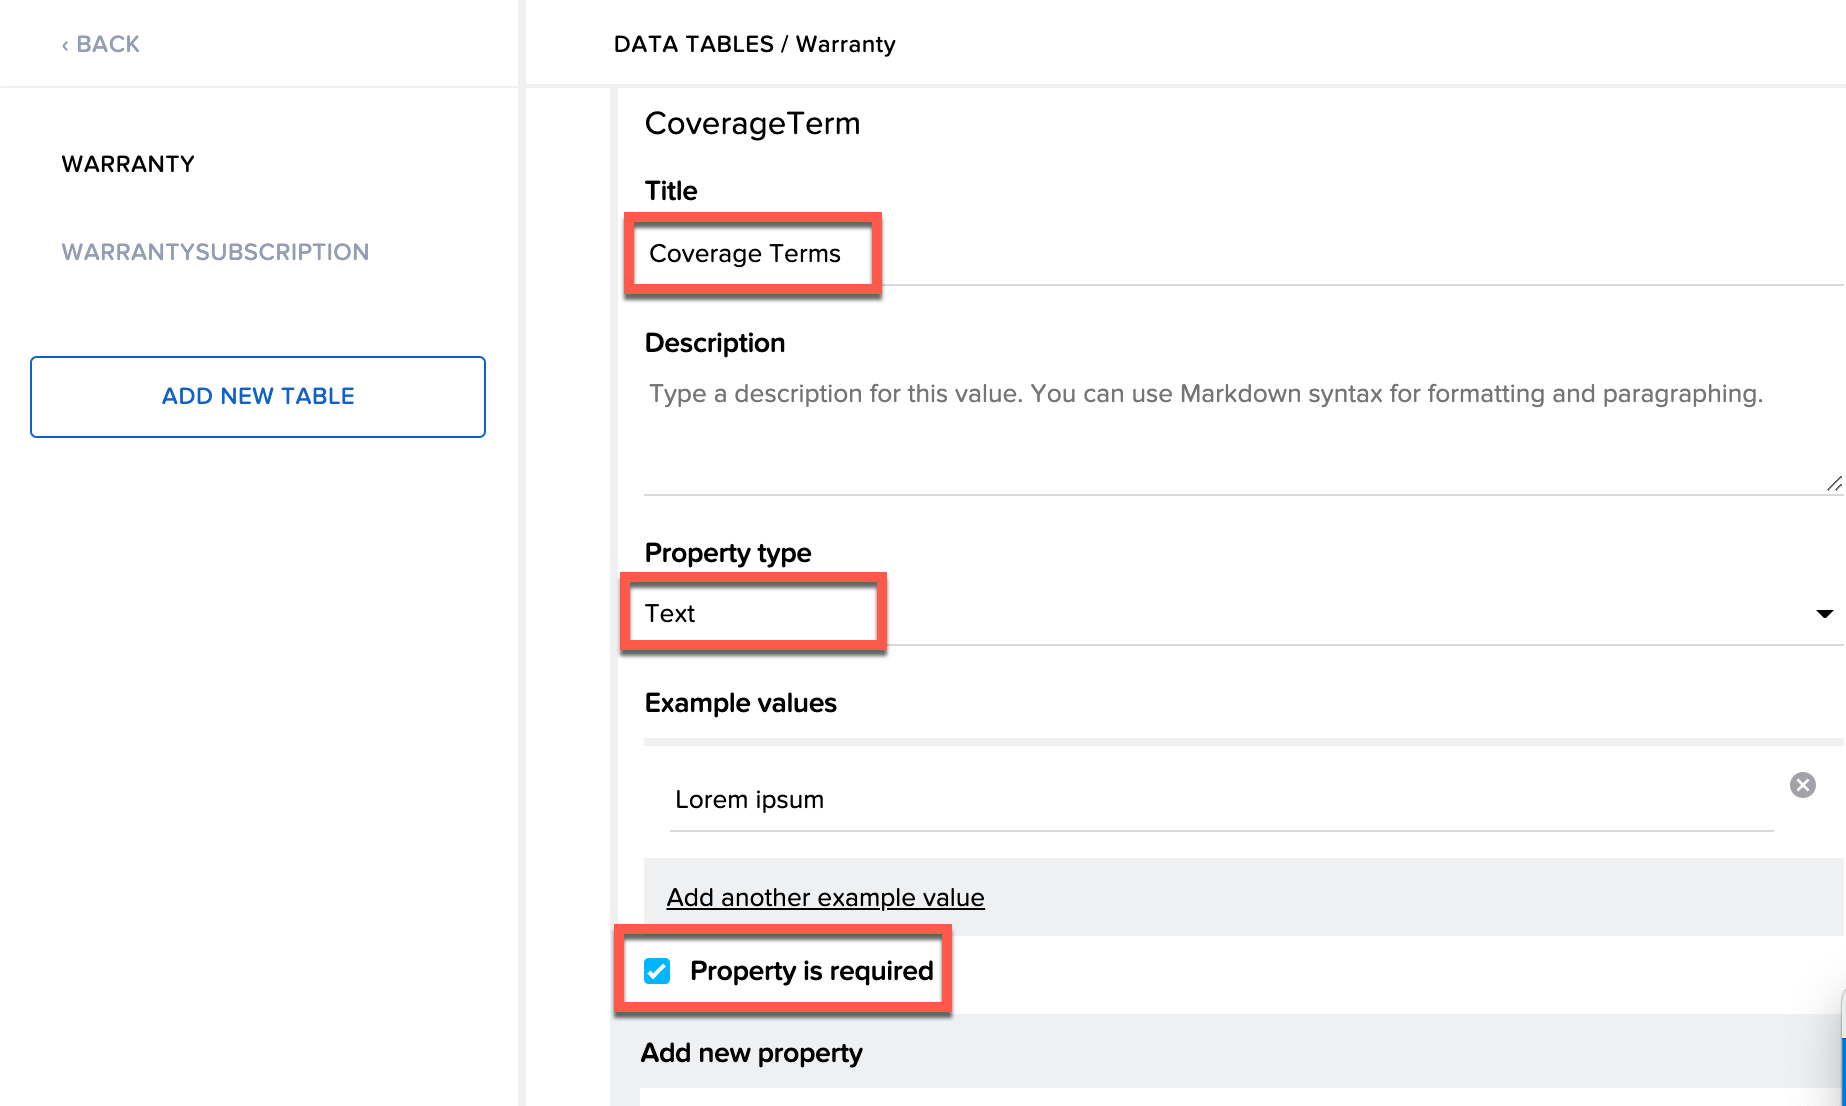 ‹ BACK
DATA TABLES / Warranty
WARRANTY
WARRANTYSUBSCRIPTION
ADD NEW TABLE
CoverageTerm
Title
Coverage Terms
Description
Type a description for this value. You can use Markdown syntax for formatting and paragraphing.
Property type
Text
Example values
Lorem ipsum
Add another example value
Property is required
Add new property